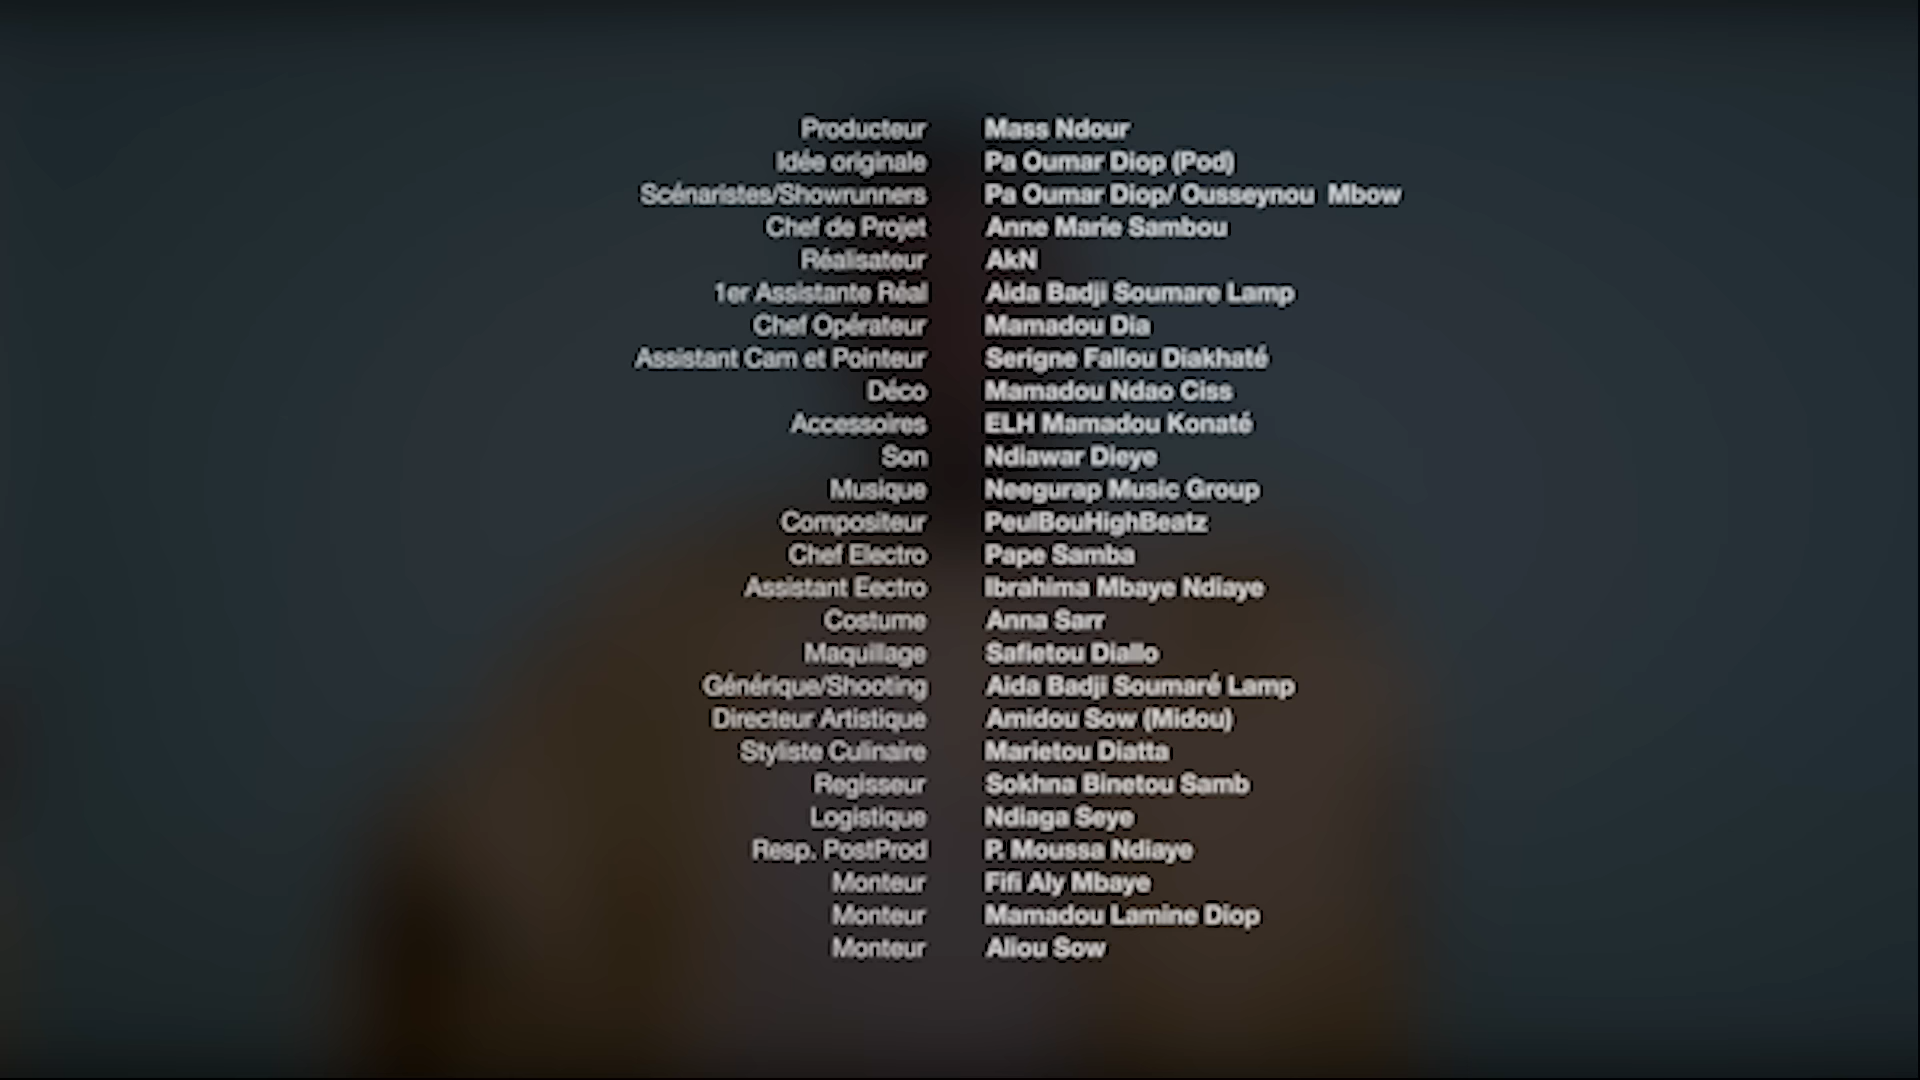 Producteur Mass Ndour
Idée originale Pa Oumar Diop (Pod)
Scénaristes/Showrunners Pa Oumar Diop/ Ousseynou Mbow
Chef de Projet Anne Marie Sambou
Réalisateur AkN
1er Assistante Réal Aida Badji Soumare Lamp
Chef Opérateur Mamadou Dia
Assistant Cam et Pointeur Serigne Fallou Diakhaté
Déco Mamadou Ndao Ciss
Accessoires ELH Mamadou Konaté
Son Ndiawar Dieye
Musique Neegurap Music Group
Compositeur PeulBouHighBeatz
Chef Electro Pape Samba
Assistant Eectro Ibrahima Mbaye Ndiaye
Costume Anna Sarr
Maquillage Safietou Diallo
Générique/Shooting Aida Badji Soumaré Lamp
Directeur Artistique Amidou Sow (Midou)
Styliste Culinaire Marietou Diatta
Regisseur Sokhna Binetou Samb
Logistique Ndiaga Seye
Resp. PostProd P. Moussa Ndiaye
Monteur Fifi Aly Mbaye
Monteur Mamadou Lamine Diop
Monteur Aliou Sow